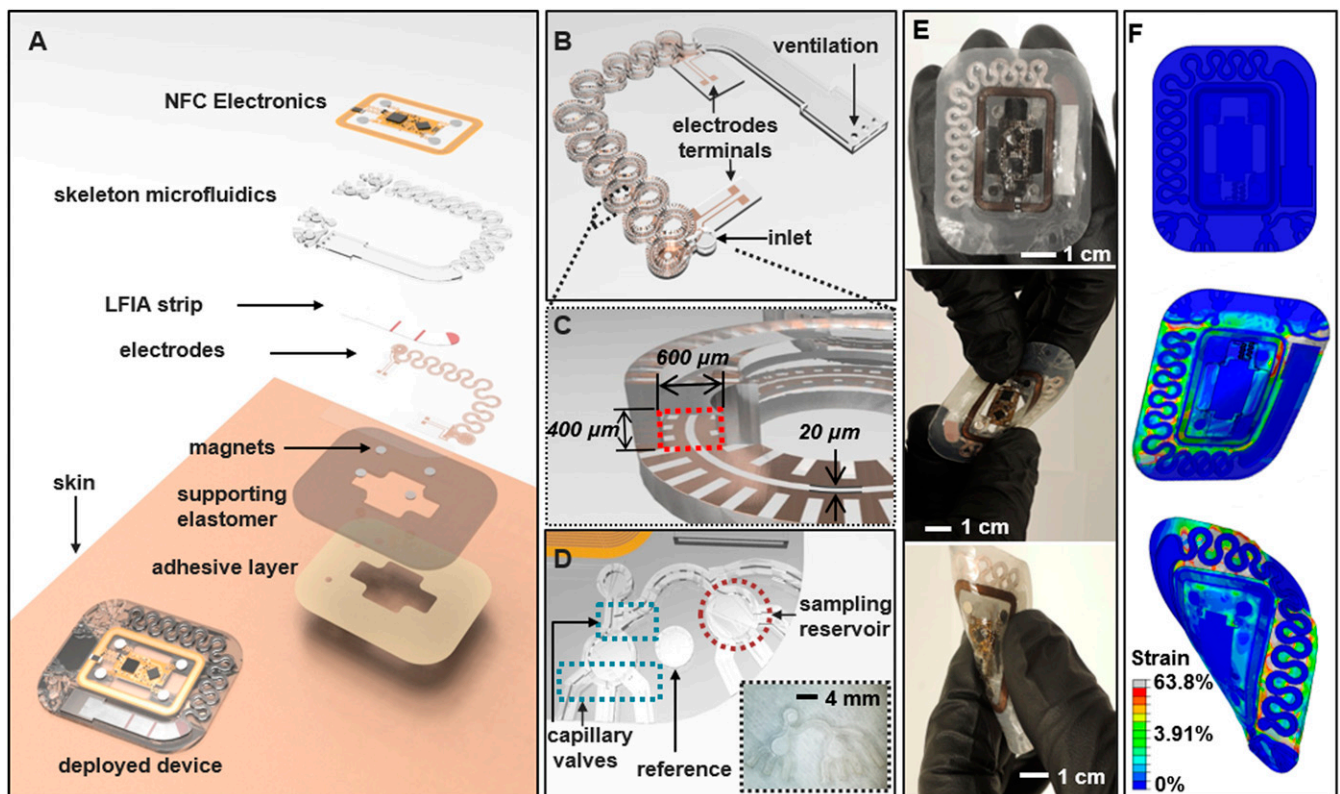 A
NFC Electronics
skeleton microfluidics
LFIA strip
electrodes
magnets
skin
supporting
elastomer
adhesive layer
deployed device
B
ventilation
electrodes
terminals
inlet
C
600 µm
400 µm
20 µm
D
sampling
reservoir
4 mm
capillary
valves
reference
E
1 cm
1 cm
1 cm
F
Strain
63.8%
3.91%
0%